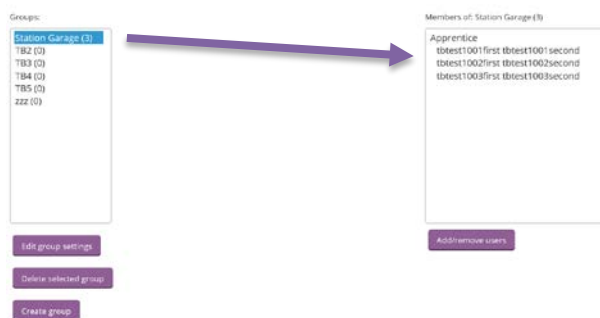 Groups:
Station Garage (3)
TB2 (0)
TB3 (0)
TB4 (0)
TB5 (0)
zzz (0)
Edit group settings
Delete selected group
Create group
Members of: Station Garage (3)
Apprentice
tbtest1001first tbtest1001second
tbtest1002first tbtest1002second
tbtest1003first tbtest1003second
Add/remove users